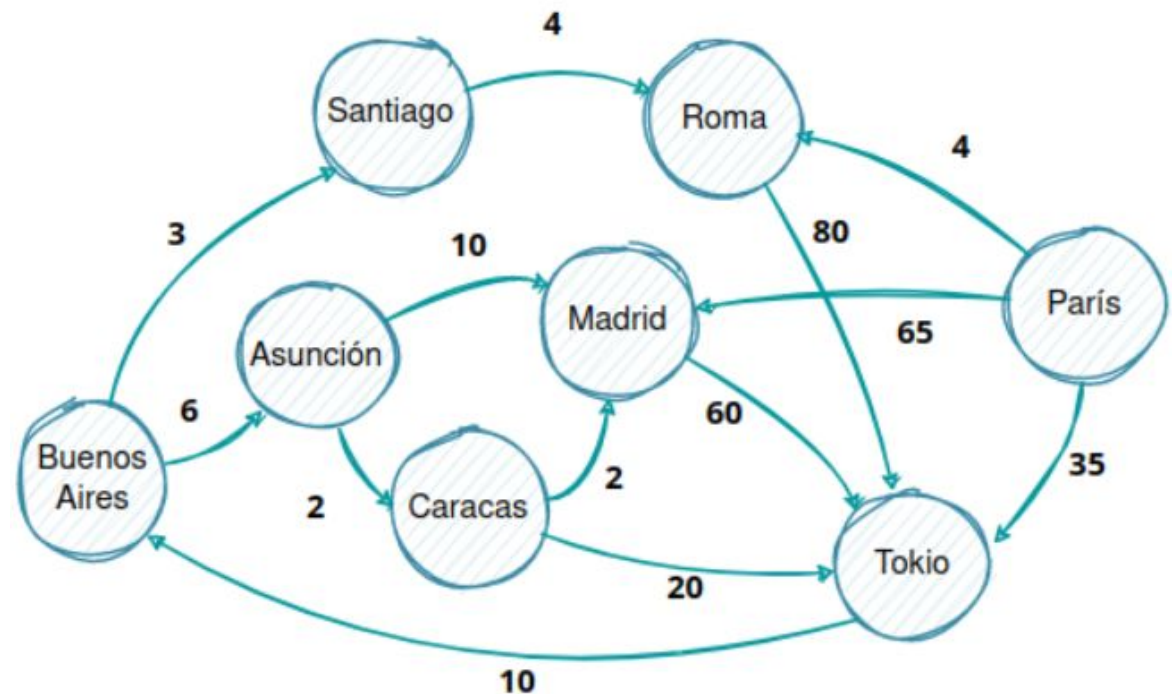 4
Santiago
Roma
4
3
80
10
Madrid
París
65
Asunción
6
60
Buenos
Aires
35
2
Caracas
2
Tokio
20
10